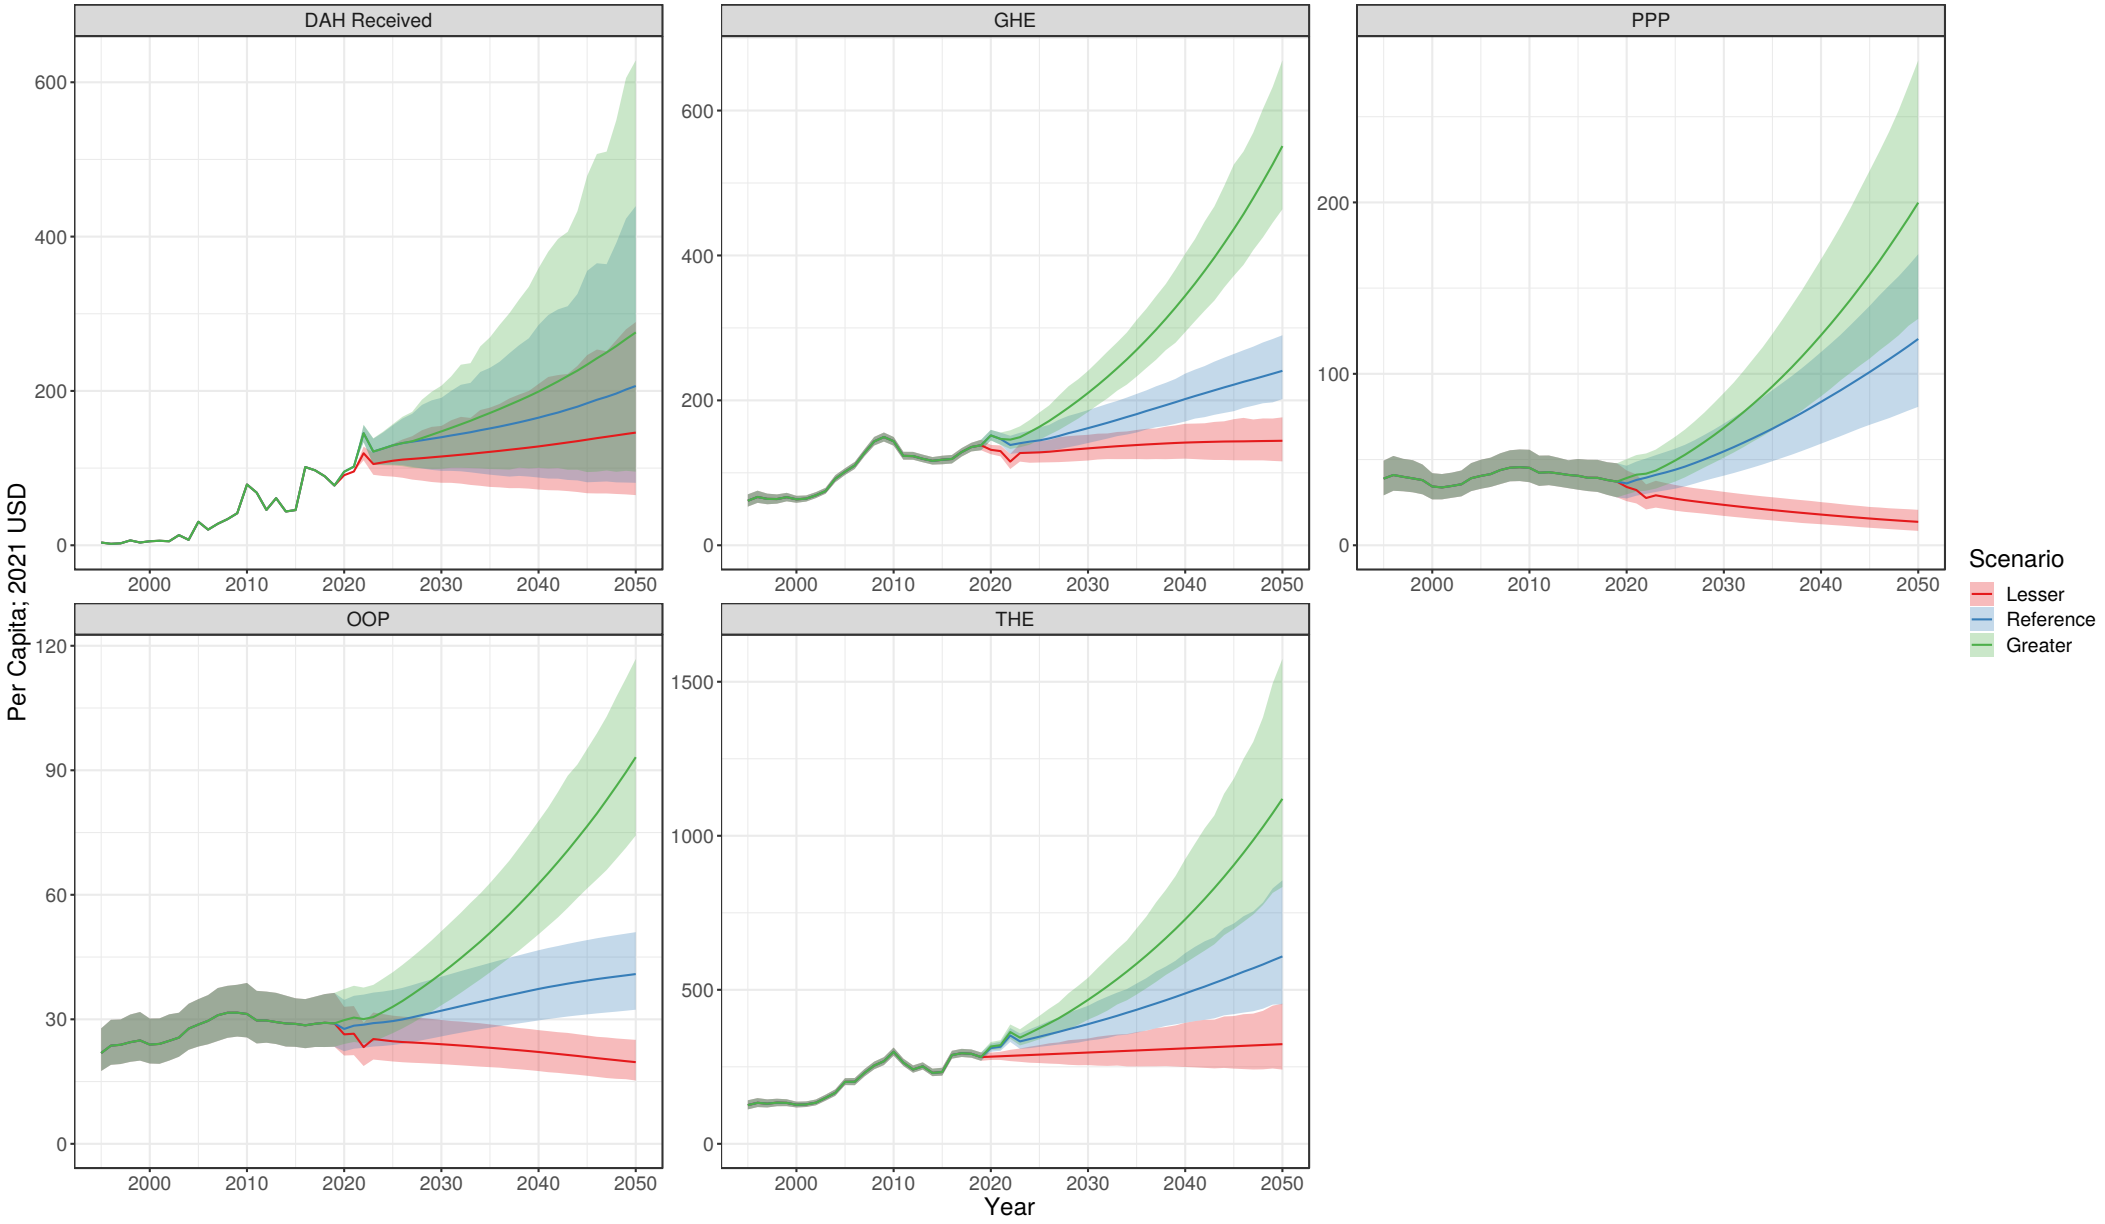 DAH Received
GHE
PPP
600
400
200
0
600
400
200
0
200
100
0
2000 2010 2020 2030 2040 2050
2000 2010 2020 2030 2040 2050
2000 2010 2020 2030 2040 2050
OOP
THE
120
90
60
30
0
1500
1000
500
0
2000 2010 2020 2030 2040 2050
2000 2010 2020 2030 2040 2050
Per Capita; 2021 USD
Year
Scenario
Lesser
Reference
Greater